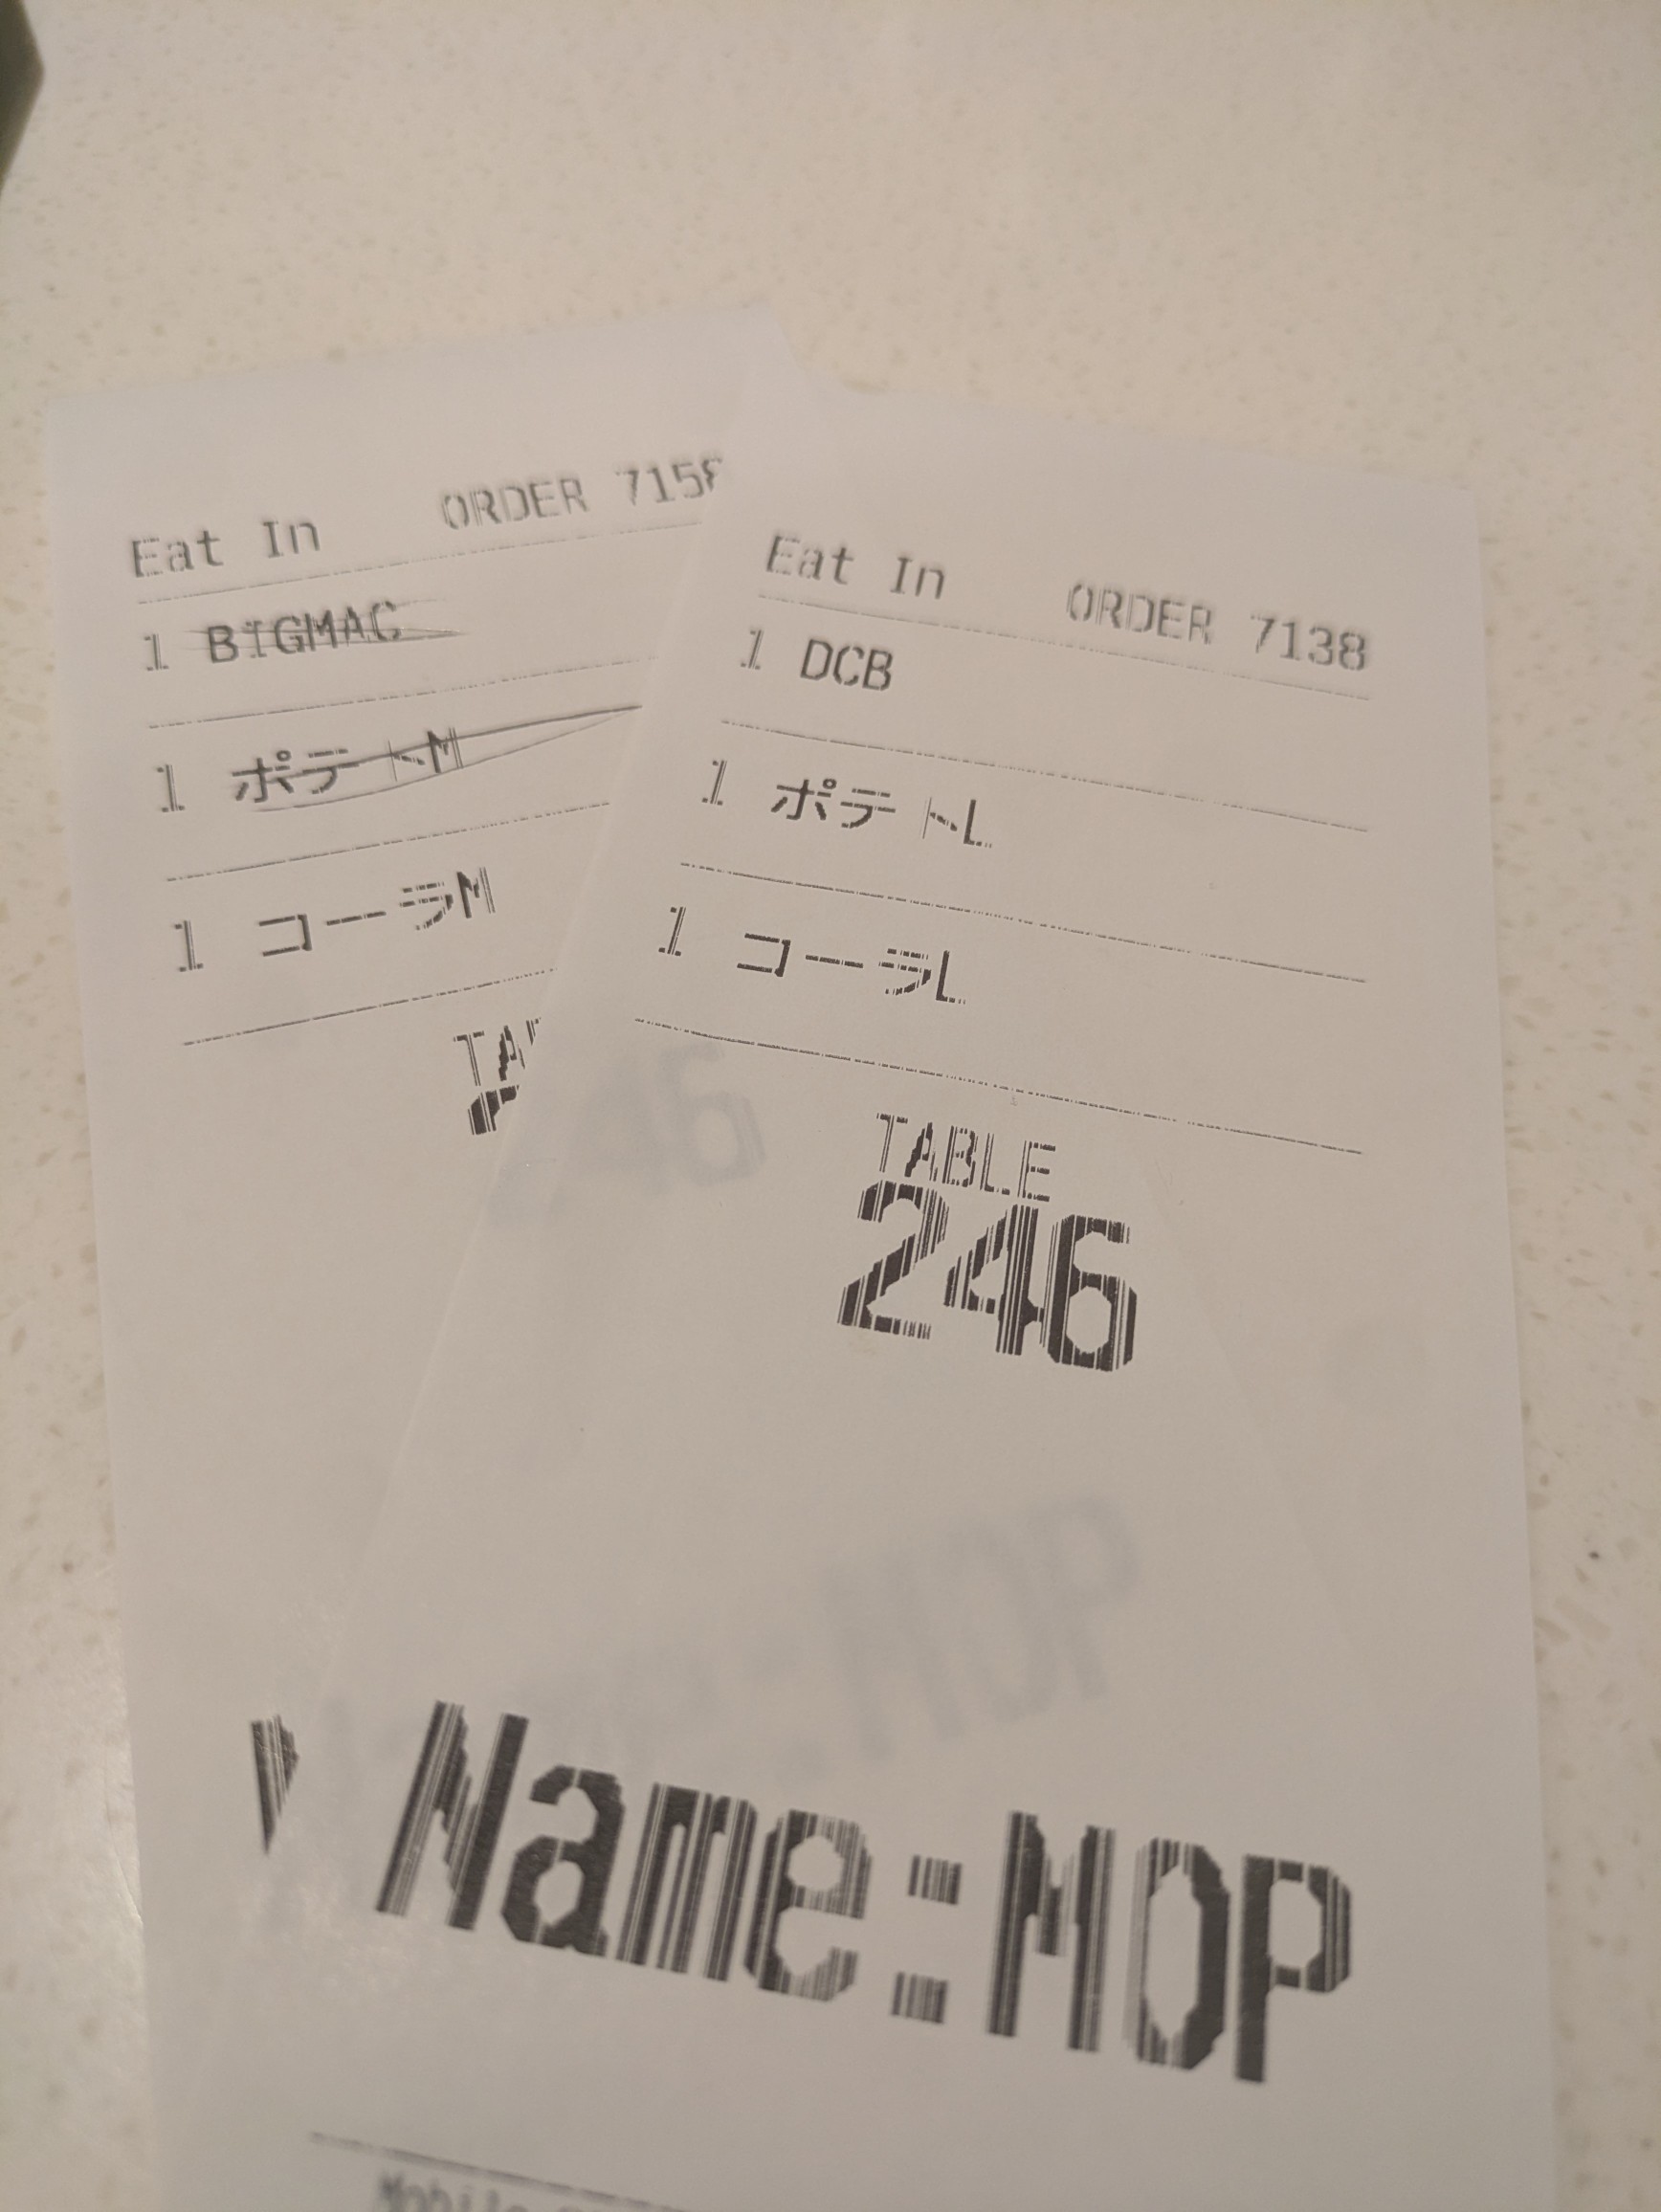 Eat In ORDER
1 BIGMAC
1 ポテトM
1 コーラM
Eat In ORDER 7138
1 DCB
1 ポテトL
1 コーラL
TABLE
246
Name:MOP